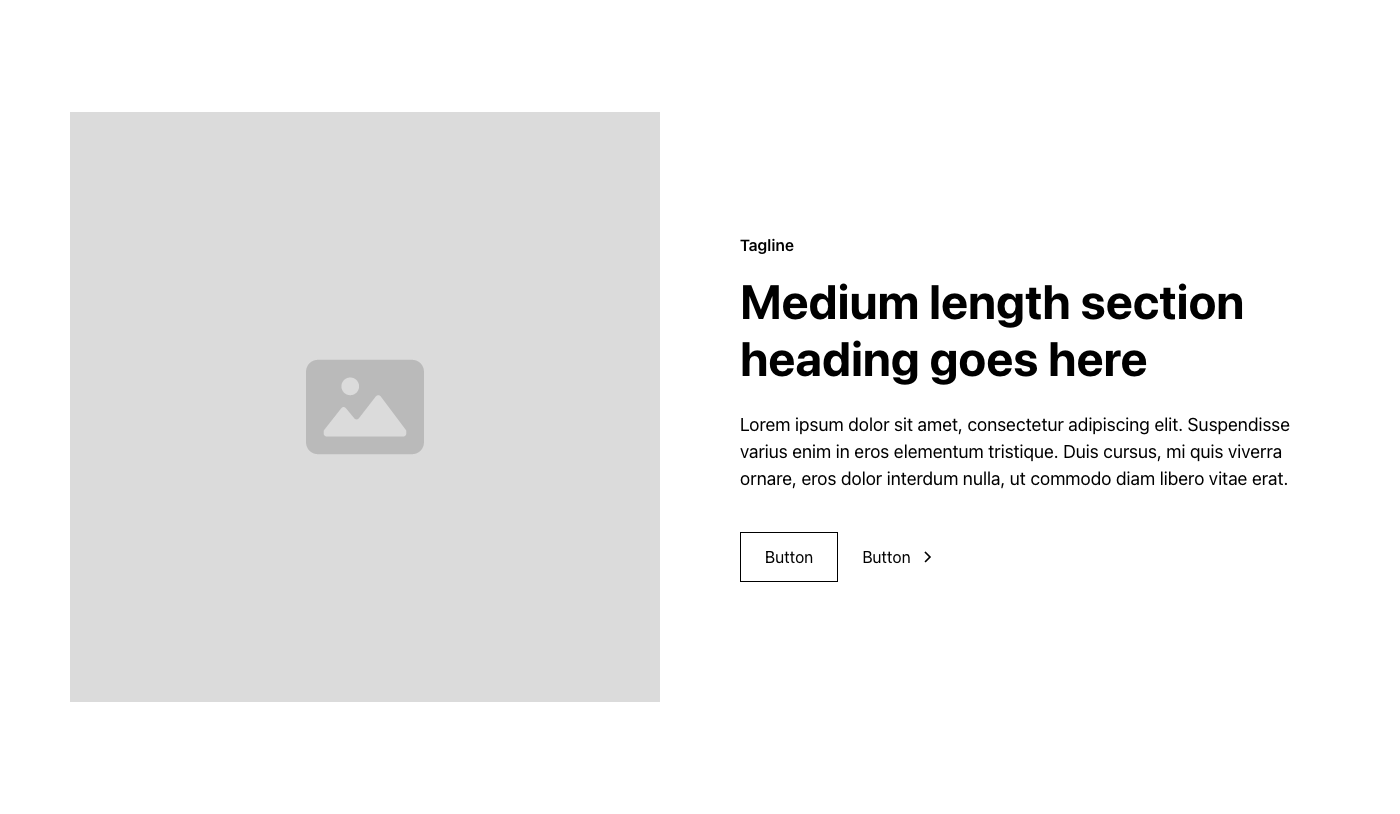 Tagline
Medium length section
heading goes here
Lorem ipsum dolor sit amet, consectetur adipiscing elit. Suspendisse
varius enim in eros elementum tristique. Duis cursus, mi quis viverra
ornare, eros dolor interdum nulla, ut commodo diam libero vitae erat.
Button Button